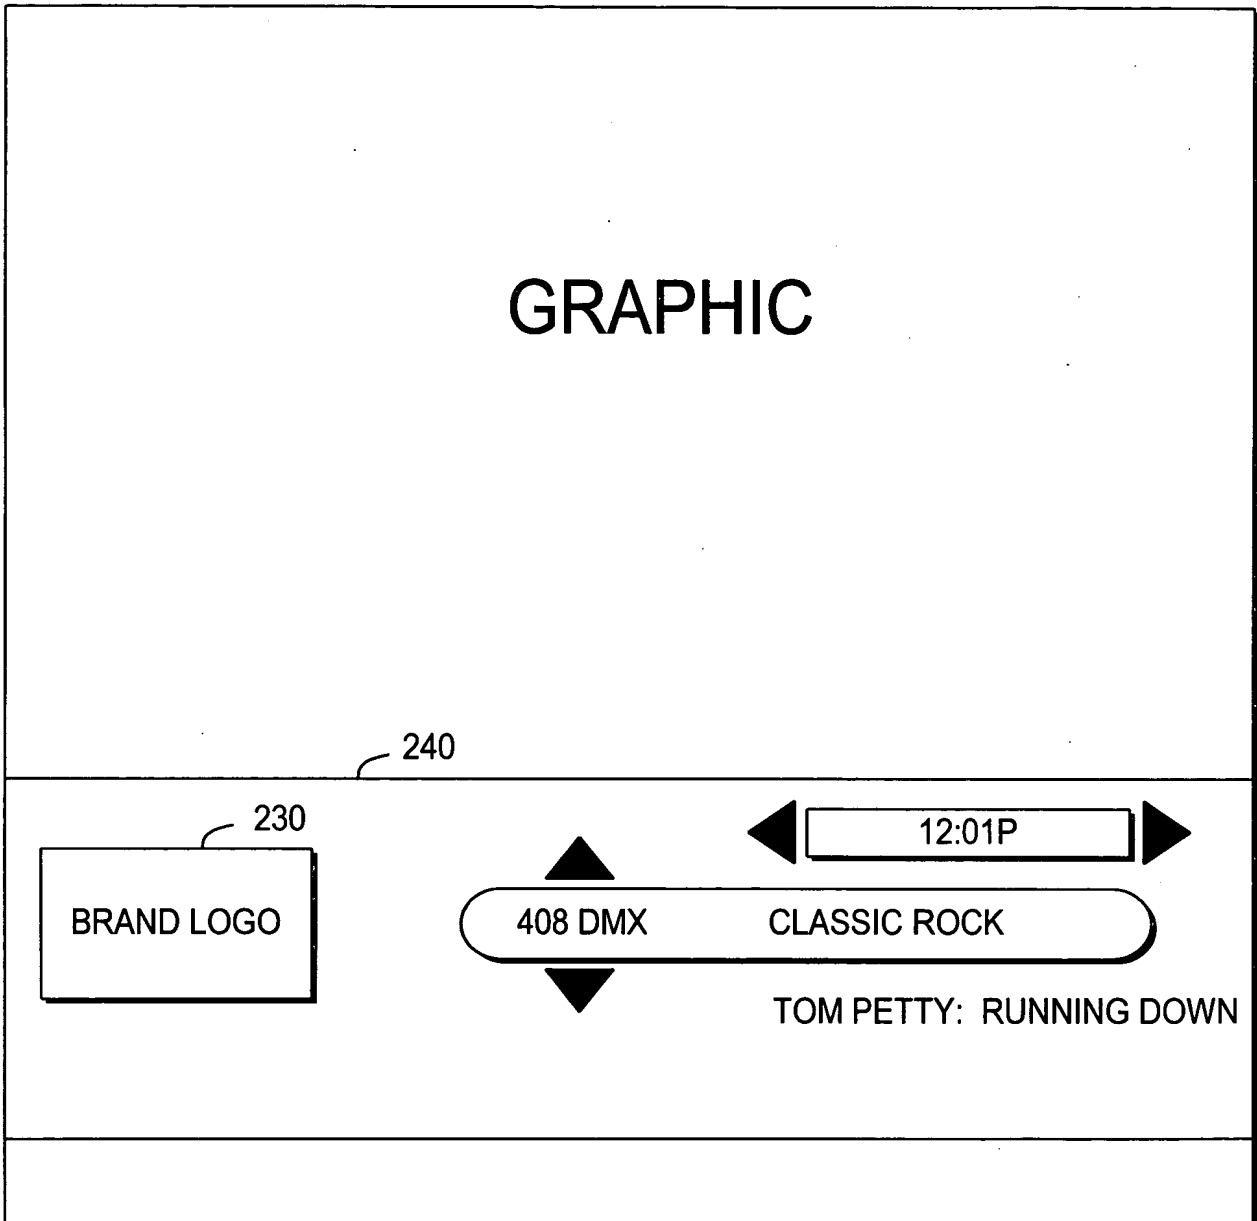 GRAPHIC
240
230
12:01P
BRAND LOGO
408 DMX CLASSIC ROCK
TOM PETTY: RUNNING DOWN